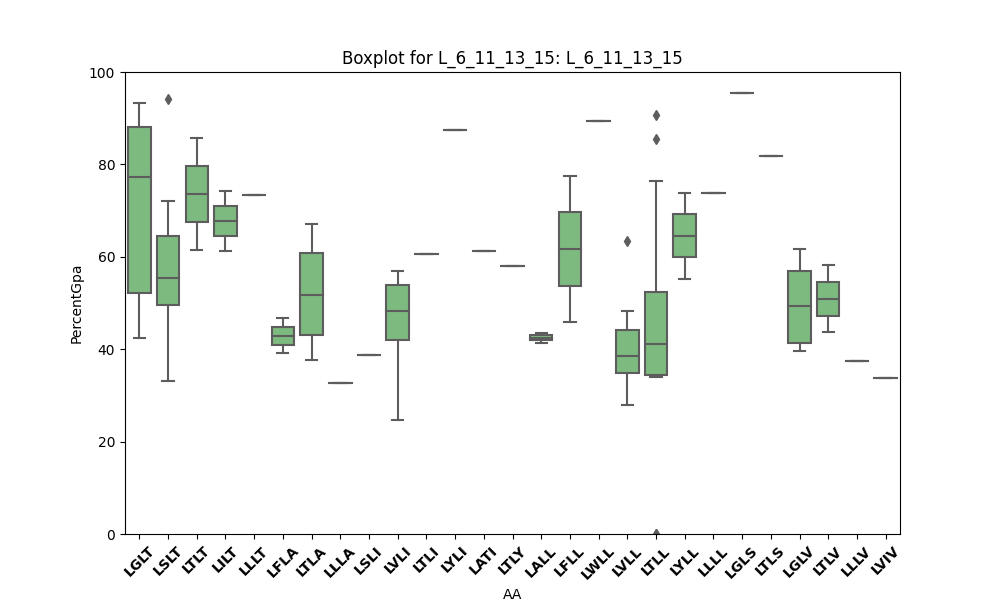 Boxplot for L_6_11_13_15: L_6_11_13_15
100
80
60
40
20
0
PercentGpa
LGLT LSLT LTLT LILT LLLT LFLA LTLA LLLA LSLI LVLI LTLI LYLI LATI LTLY LALL LFLL LWLL LVLL LTLL LYLL LLLL LGLS LTLS LGLV LTLV LLLV LVIV
AA